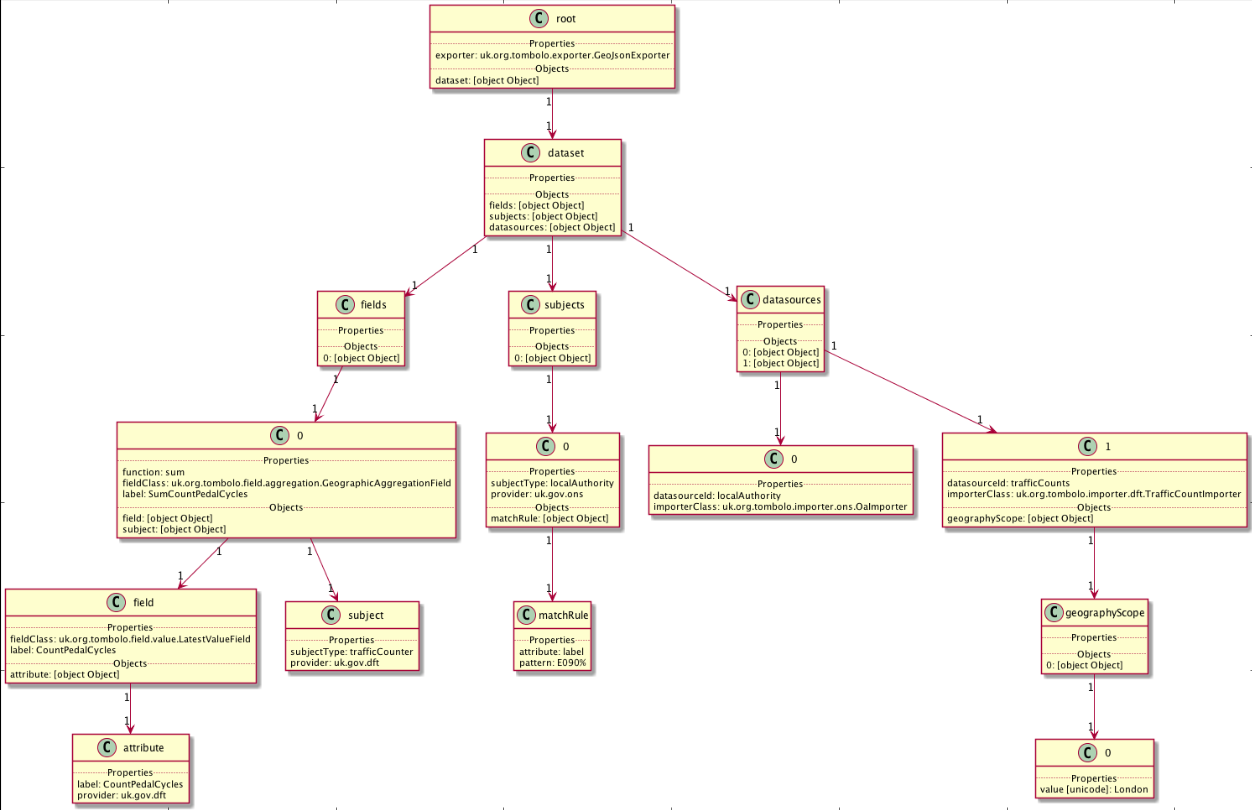 C root
Properties
exporter: uk.org.tombolo.exporter.GeoJsonExporter
Objects
dataset: [object Object]
1
1
C dataset
Properties
Objects
fields: [object Object]
subjects: [object Object]
datasources: [object Object]
1
1
1
1
1
1
C fields
Properties
Objects
0: [object Object]
C subjects
Properties
Objects
0: [object Object]
C datasources
Properties
Objects
0: [object Object]
1: [object Object]
1
1
1
1
1
1
1
1
C 0
Properties
function: sum
fieldClass: uk.org.tombolo.field.aggregation.GeographicAggregationField
label: SumCountPedalCycles
Objects
field: [object Object]
subject: [object Object]
C 0
Properties
subjectType: localAuthority
provider: uk.gov.ons
Objects
matchRule: [object Object]
C 0
Properties
datasourceId: localAuthority
importerClass: uk.org.tombolo.importer.ons.OaImporter
C 1
Properties
datasourceId: trafficCounts
importerClass: uk.org.tombolo.importer.dft.TrafficCountImporter
Objects
geographyScope: [object Object]
1
1
1
1
1
1
1
1
C field
Properties
fieldClass: uk.org.tombolo.field.value.LatestValueField
label: CountPedalCycles
Objects
attribute: [object Object]
C subject
Properties
subjectType: trafficCounter
provider: uk.gov.dft
C matchRule
Properties
attribute: label
pattern: E090%
C geographyScope
Properties
Objects
0: [object Object]
1
1
1
1
C attribute
Properties
label: CountPedalCycles
provider: uk.gov.dft
C 0
Properties
value [unicode]: London